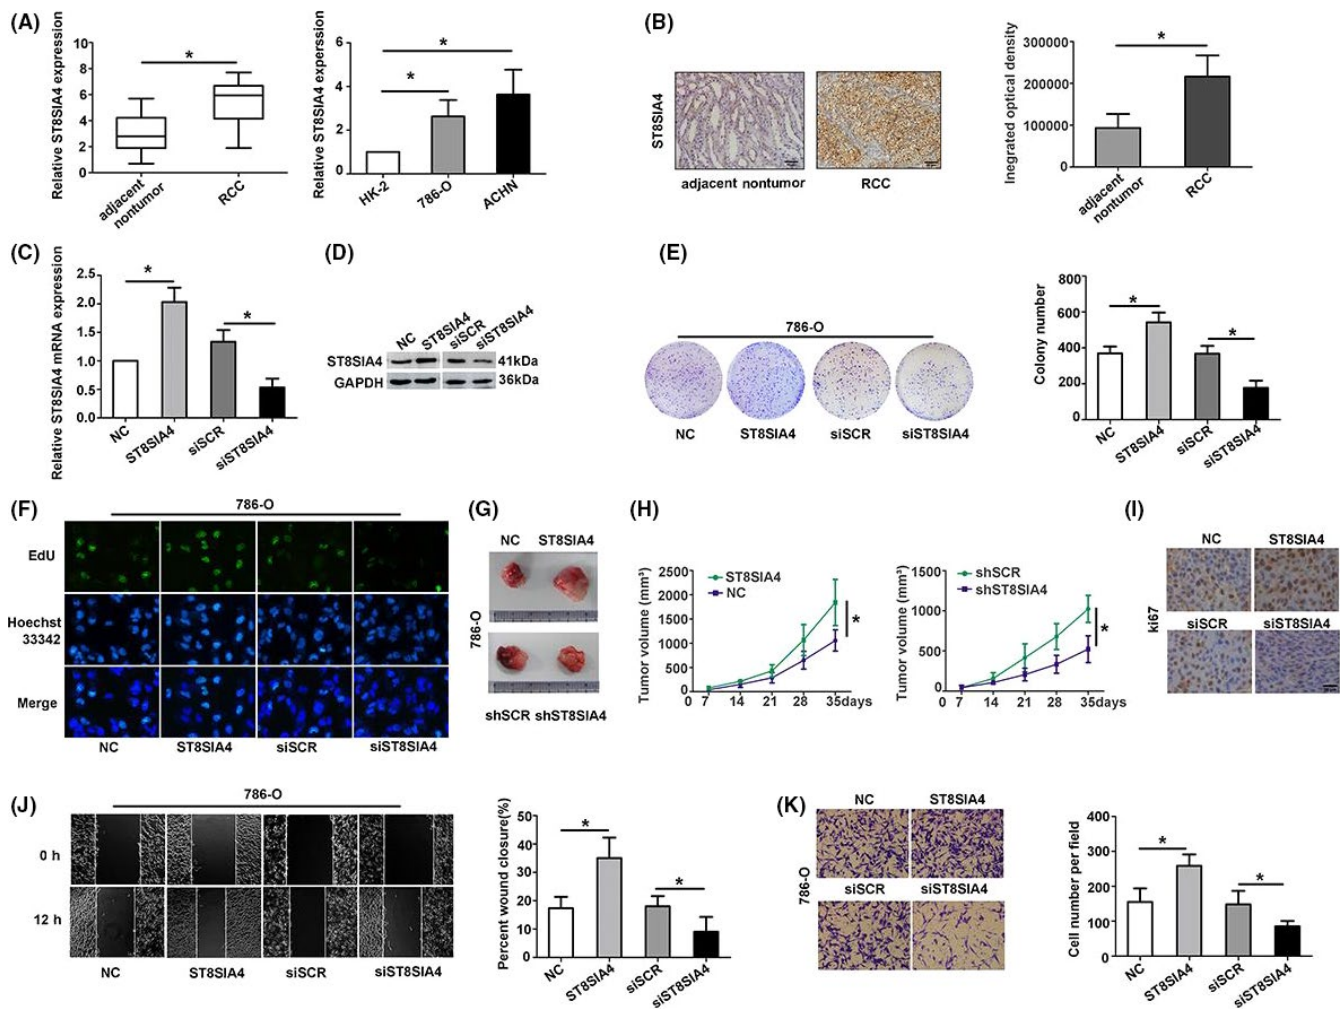 (A)
Relative ST8SIA4 expression
10
8
6
4
2
0
*
adjacent
nontumor
RCC
Relative ST8SIA4 experssion
6
4
2
0
*
*
HK-2
786-O
ACHN
(B)
ST8SIA4
adjacent nontumor
RCC
Inegrated optical density
300000
200000
100000
0
*
adjacent
nontumor
RCC
(C)
Relative ST8SIA4 mRNA expression
2.5
2.0
1.5
1.0
0.5
0.0
*
*
NC
ST8SIA4
siSCR
siST8SIA4
(D)
NC
ST8SIA4
siSCR
siST8SIA4
ST8SIA4
41kDa
GAPDH
36kDa
(E)
786-O
NC
ST8SIA4
siSCR
siST8SIA4
Colony number
800
600
400
200
0
*
*
NC
ST8SIA4
siSCR
siST8SIA4
(F)
786-O
EdU
Hoechst
33342
Merge
NC
ST8SIA4
siSCR
siST8SIA4
(G)
NC
ST8SIA4
786-O
shSCR shST8SIA4
(H)
Tumor volume (mm³)
2500
2000
1500
1000
500
0
ST8SIA4
NC
*
0 7 14 21 28 35days
Tumor volume (mm³)
1500
1000
500
0
shSCR
shST8SIA4
*
0 7 14 21 28 35days
(I)
ki67
NC
ST8SIA4
siSCR
siST8SIA4
(J)
786-O
0 h
12 h
NC
ST8SIA4
siSCR
siST8SIA4
Percent wound closure(%)
50
40
30
20
10
0
*
*
NC
ST8SIA4
siSCR
siST8SIA4
(K)
786-O
NC
ST8SIA4
siSCR
siST8SIA4
Cell number per field
400
300
200
100
0
*
*
NC
ST8SIA4
siSCR
siST8SIA4